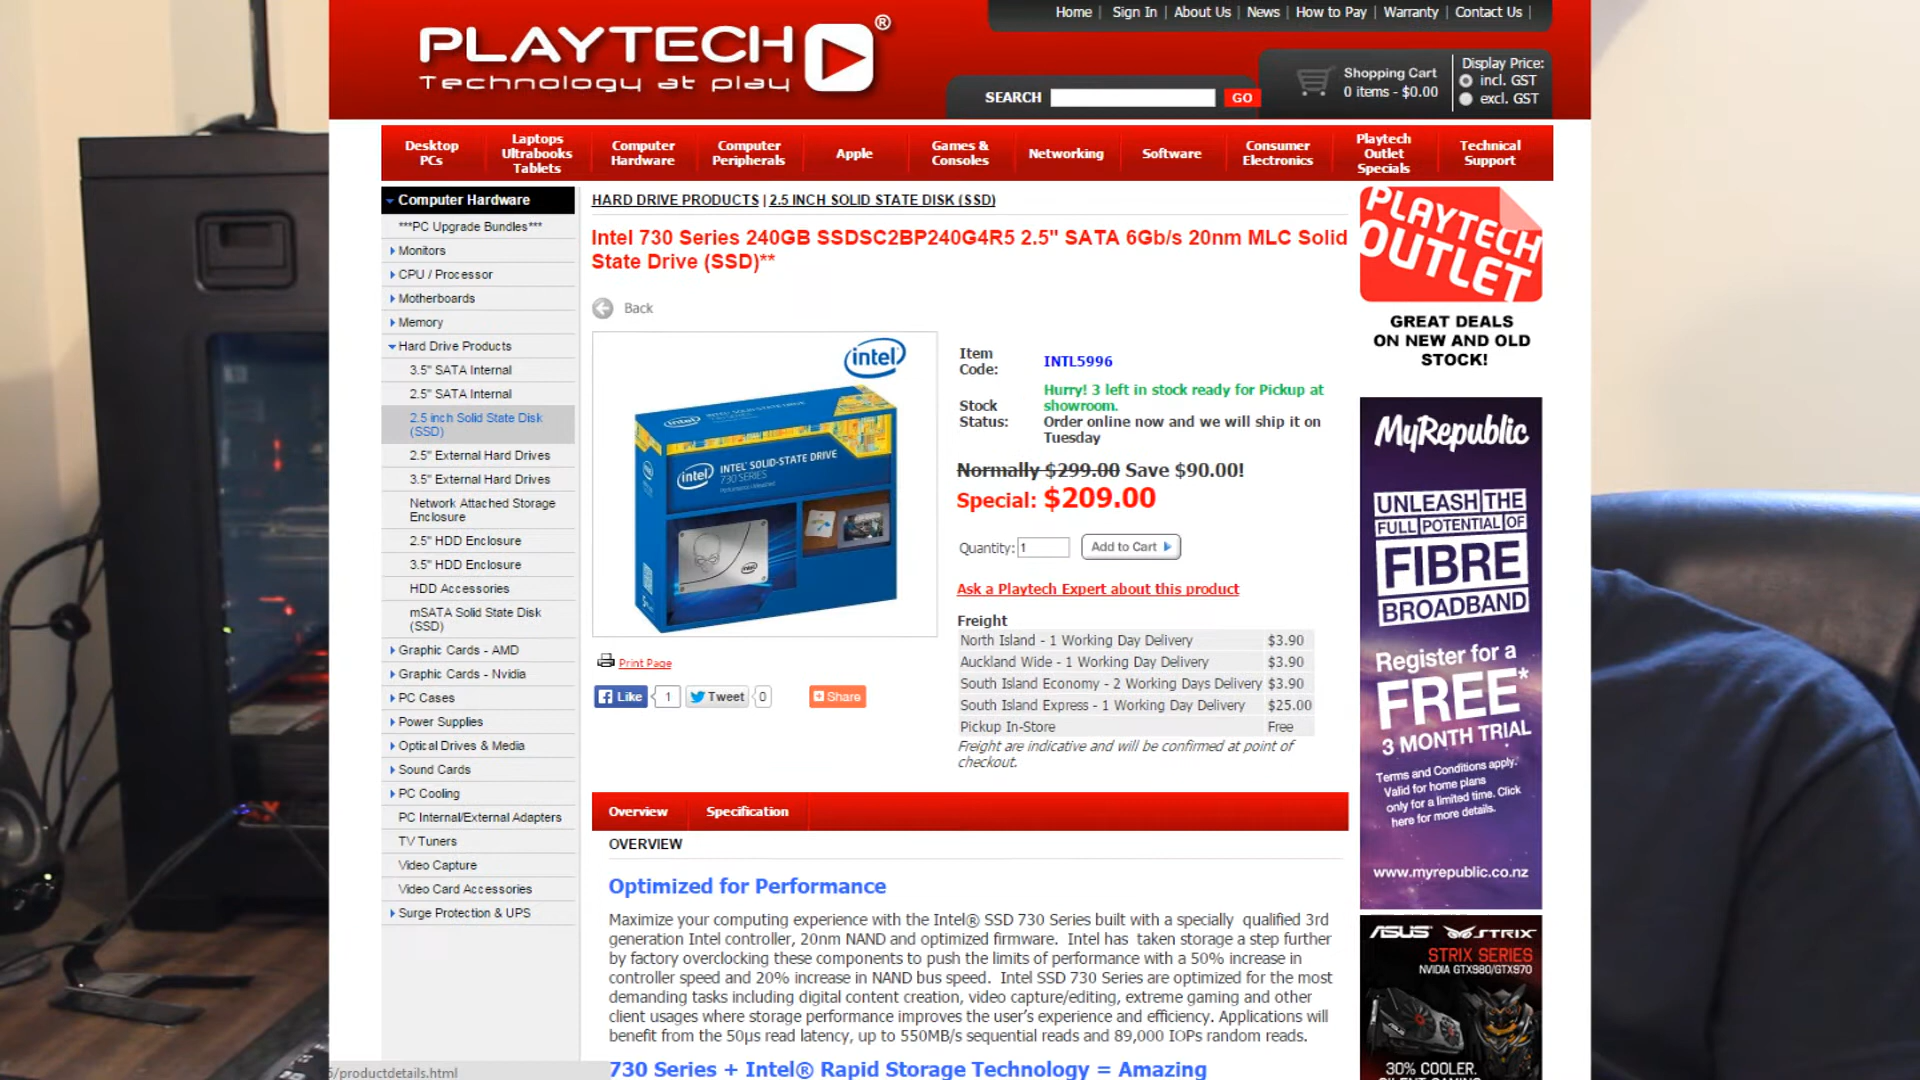 PLAYTECH ®
Technology at play
Home | Sign In | About Us | News | How to Pay | Warranty | Contact Us |
SEARCH GO
Shopping Cart
0 items - $0.00
Display Price:
incl. GST
excl. GST
Desktop PCs
Laptops Ultrabooks Tablets
Computer Hardware
Computer Peripherals
Apple
Games & Consoles
Networking
Software
Consumer Electronics
Playtech Outlet Specials
Technical Support
Computer Hardware
***PC Upgrade Bundles***
Monitors
CPU / Processor
Motherboards
Memory
Hard Drive Products
3.5" SATA Internal
2.5" SATA Internal
2.5 inch Solid State Disk
(SSD)
2.5" External Hard Drives
3.5" External Hard Drives
Network Attached Storage
Enclosure
2.5" HDD Enclosure
3.5" HDD Enclosure
HDD Accessories
mSATA Solid State Disk
(SSD)
Graphic Cards - AMD
Graphic Cards - Nvidia
PC Cases
Power Supplies
Optical Drives & Media
Sound Cards
PC Cooling
PC Internal/External Adapters
TV Tuners
Video Capture
Video Card Accessories
Surge Protection & UPS
HARD DRIVE PRODUCTS | 2.5 INCH SOLID STATE DISK (SSD)
Intel 730 Series 240GB SSDSC2BP240G4R5 2.5" SATA 6Gb/s 20nm MLC Solid
State Drive (SSD)**
Back
intel
intel INTEL SOLID-STATE DRIVE
730 SERIES
Print Page
Like 1 Tweet 0 Share
Item
Code:
INTL5996
Stock
Status:
Hurry! 3 left in stock ready for Pickup at
showroom.
Order online now and we will ship it on
Tuesday
Normally $299.00 Save $90.00!
Special: $209.00
Quantity: 1 Add to Cart
Ask a Playtech Expert about this product
Freight
North Island - 1 Working Day Delivery $3.90
Auckland Wide - 1 Working Day Delivery $3.90
South Island Economy - 2 Working Days Delivery $3.90
South Island Express - 1 Working Day Delivery $25.00
Pickup In-Store Free
Freight are indicative and will be confirmed at point of
checkout.
Overview Specification
OVERVIEW
Optimized for Performance
Maximize your computing experience with the Intel® SSD 730 Series built with a specially qualified 3rd
generation Intel controller, 20nm NAND and optimized firmware. Intel has taken storage a step further
by factory overclocking these components to push the limits of performance with a 50% increase in
controller speed and 20% increase in NAND bus speed. Intel SSD 730 Series are optimized for the most
demanding tasks including digital content creation, video capture/editing, extreme gaming and other
client usages where storage performance improves the user's experience and efficiency. Applications will
benefit from the 50μs read latency, up to 550MB/s sequential reads and 89,000 IOPs random reads.
730 Series + Intel® Rapid Storage Technology = Amazing
PLAYTECH
OUTLET
GREAT DEALS
ON NEW AND OLD
STOCK!
MyRepublic
UNLEASH THE
FULL POTENTIAL OF
FIBRE
BROADBAND
Register for a
FREE*
3 MONTH TRIAL
Terms and Conditions apply.
Valid for home plans
only for a limited time. Click
here for more details.
www.myrepublic.co.nz
ASUS STRIX
STRIX SERIES
NVIDIA GTX980/GTX970
30% COOLER.
/productdetails.html